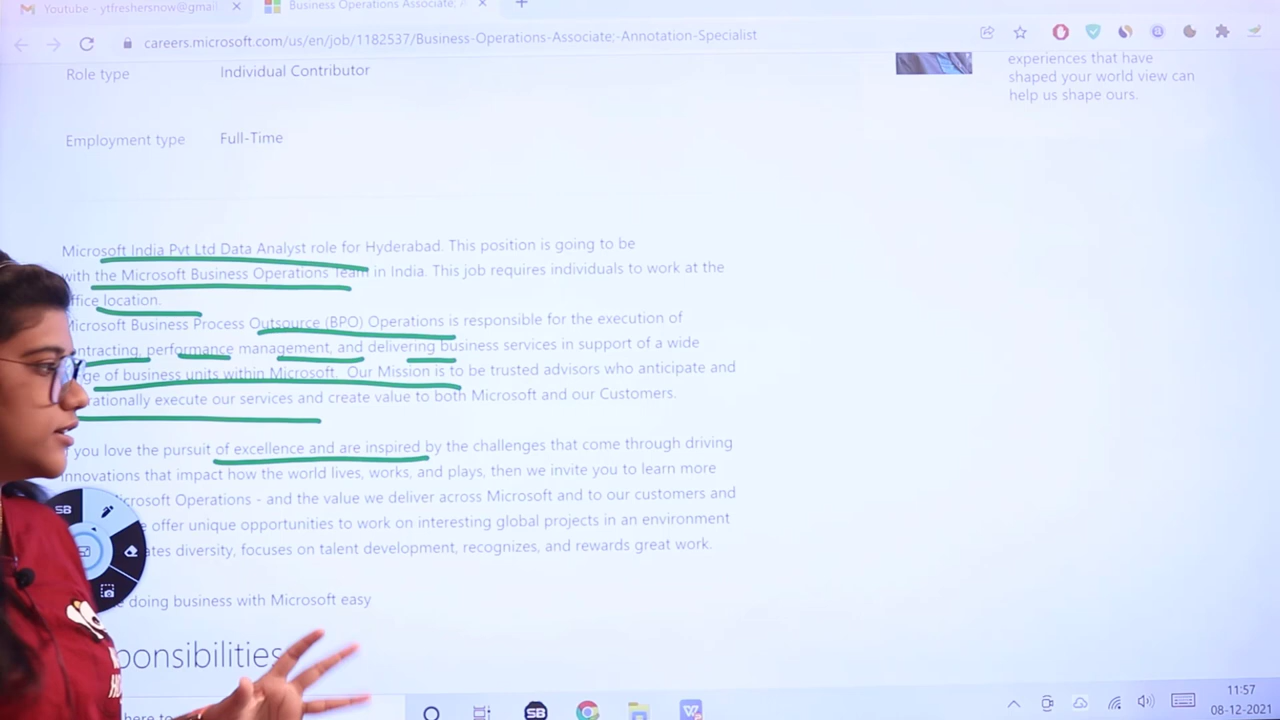 Youtube - ytfreshersnow@gmail
Business Operations Associate;
careers.microsoft.com/us/en/job/1182537/Business-Operations-Associate;-Annotation-Specialist
Role type Individual Contributor
Employment type Full-Time
experiences that have
shaped your world view can
help us shape ours.
Microsoft India Pvt Ltd Data Analyst role for Hyderabad. This position is going to be
with the Microsoft Business Operations Team in India. This job requires individuals to work at the
ffice location.
Microsoft Business Process Outsource (BPO) Operations is responsible for the execution of
ntracting, performance management, and delivering business services in support of a wide
ge of business units within Microsoft. Our Mission is to be trusted advisors who anticipate and
rationally execute our services and create value to both Microsoft and our Customers.
you love the pursuit of excellence and are inspired by the challenges that come through driving
innovations that impact how the world lives, works, and plays, then we invite you to learn more
crosoft Operations - and the value we deliver across Microsoft and to our customers and
e offer unique opportunities to work on interesting global projects in an environment
ates diversity, focuses on talent development, recognizes, and rewards great work.
doing business with Microsoft easy
ponsibilities
SB
here to
SB
W
11:57
08-12-2021